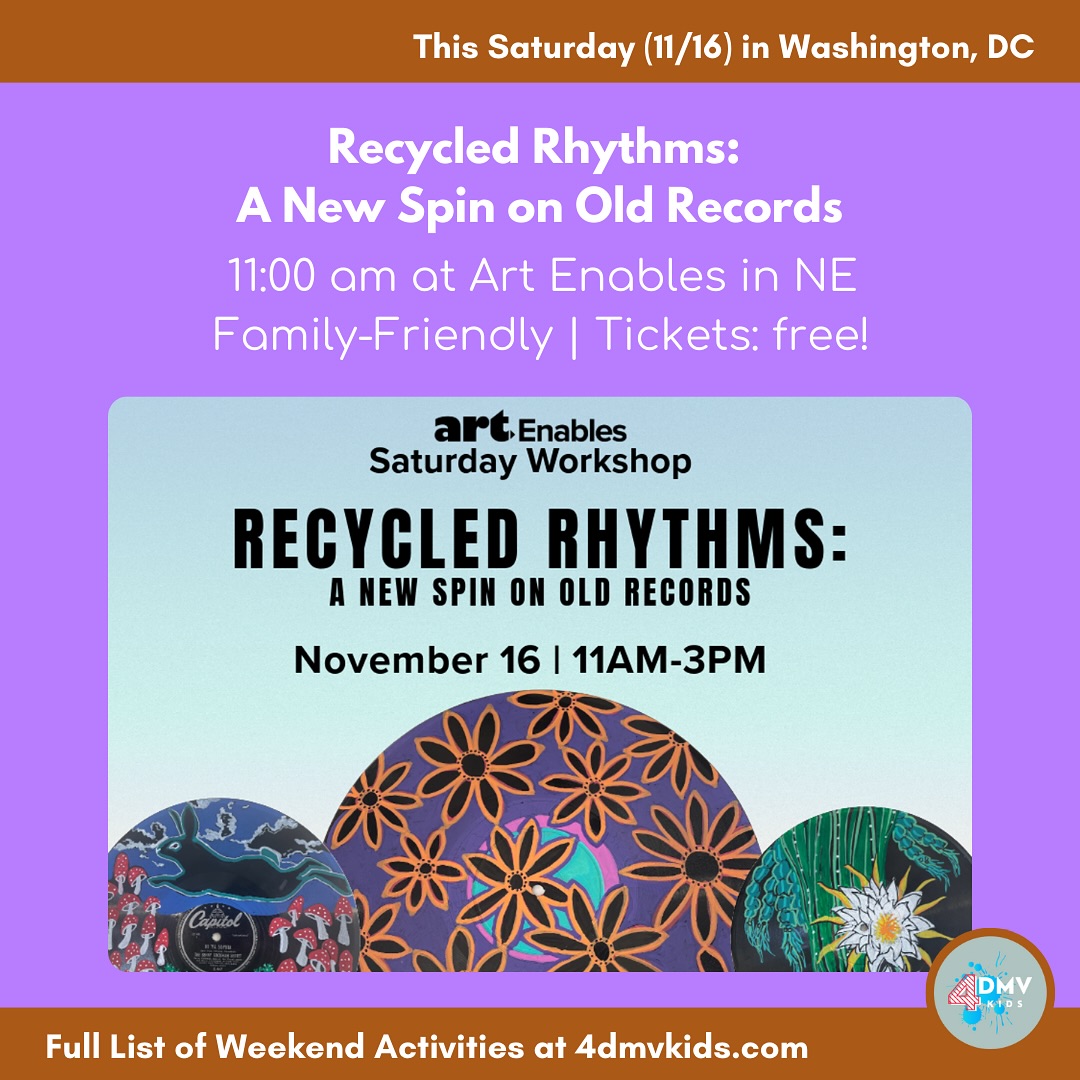 This Saturday (11/16) in Washington, DC
Recycled Rhythms:
A New Spin on Old Records
11:00 am at Art Enables in NE
Family-Friendly | Tickets: free!
art Enables
Saturday Workshop
RECYCLED RHYTHMS:
A NEW SPIN ON OLD RECORDS
November 16 | 11AM-3PM
Capitol
4DMV
KIDS
Full List of Weekend Activities at 4dmvkids.com